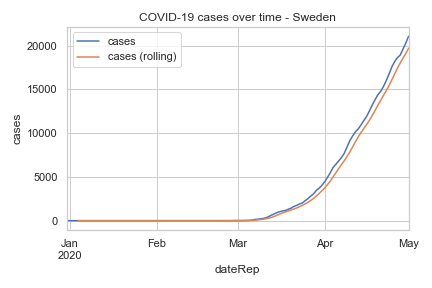 COVID-19 cases over time - Sweden
cases
cases (rolling)
20000
15000
10000
5000
0
cases
Jan
2020
Feb
Mar
Apr
May
dateRep